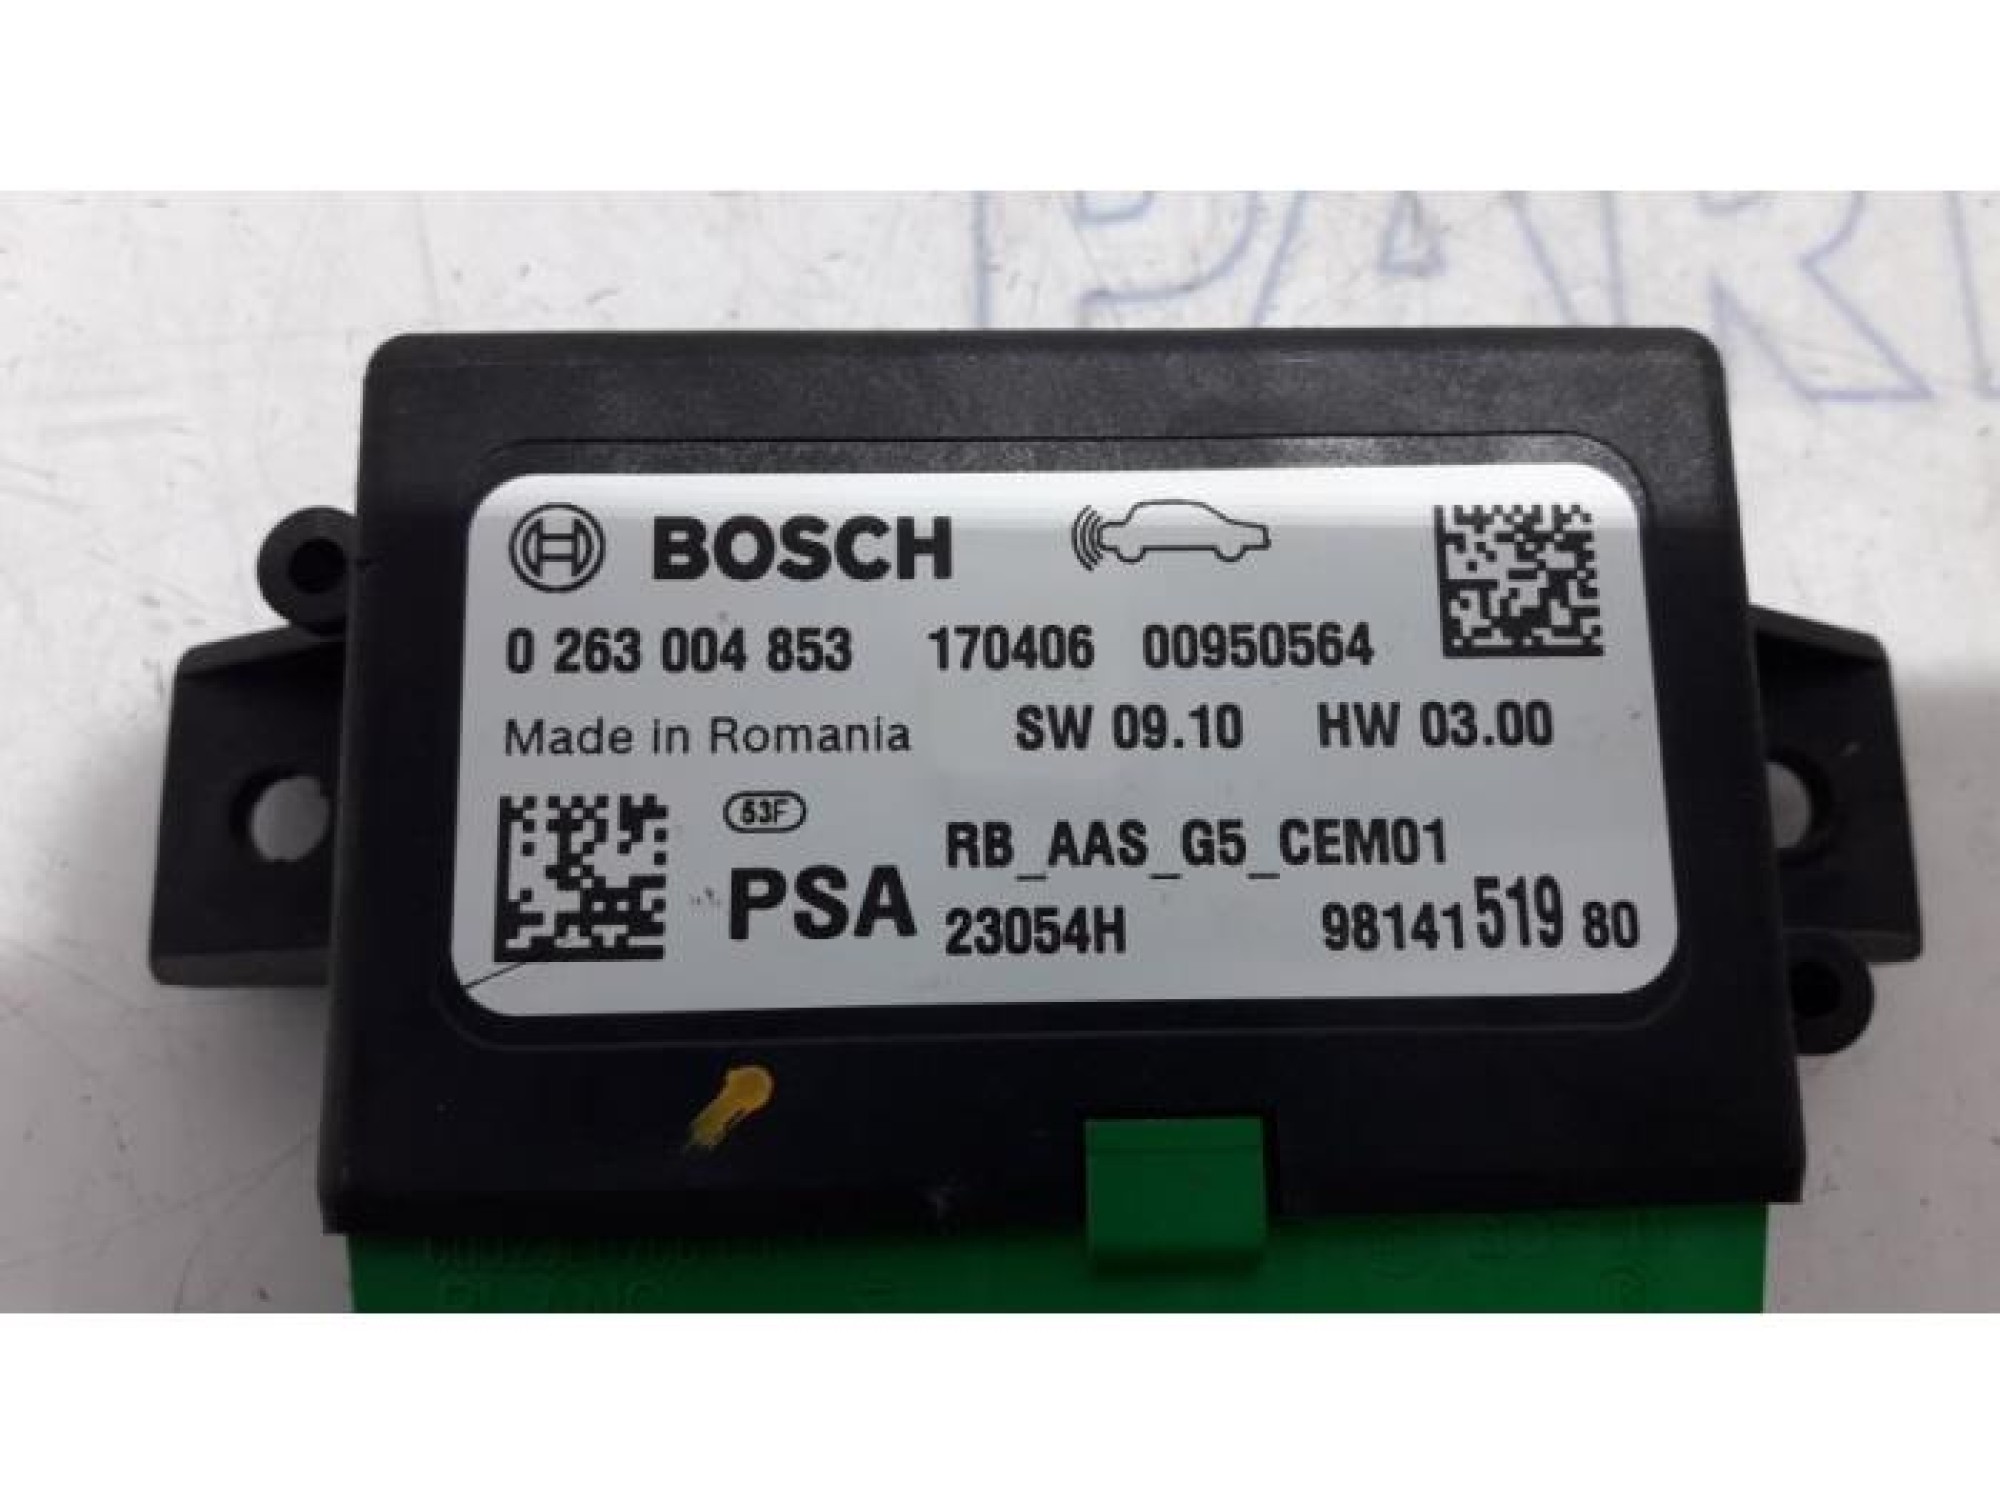 PARE
BOSCH
0 263 004 853 170406 00950564
Made in Romania SW 09.10 HW 03.00
53F
RB_AAS_G5_CEM01
PSA
23054H 98141 519 80